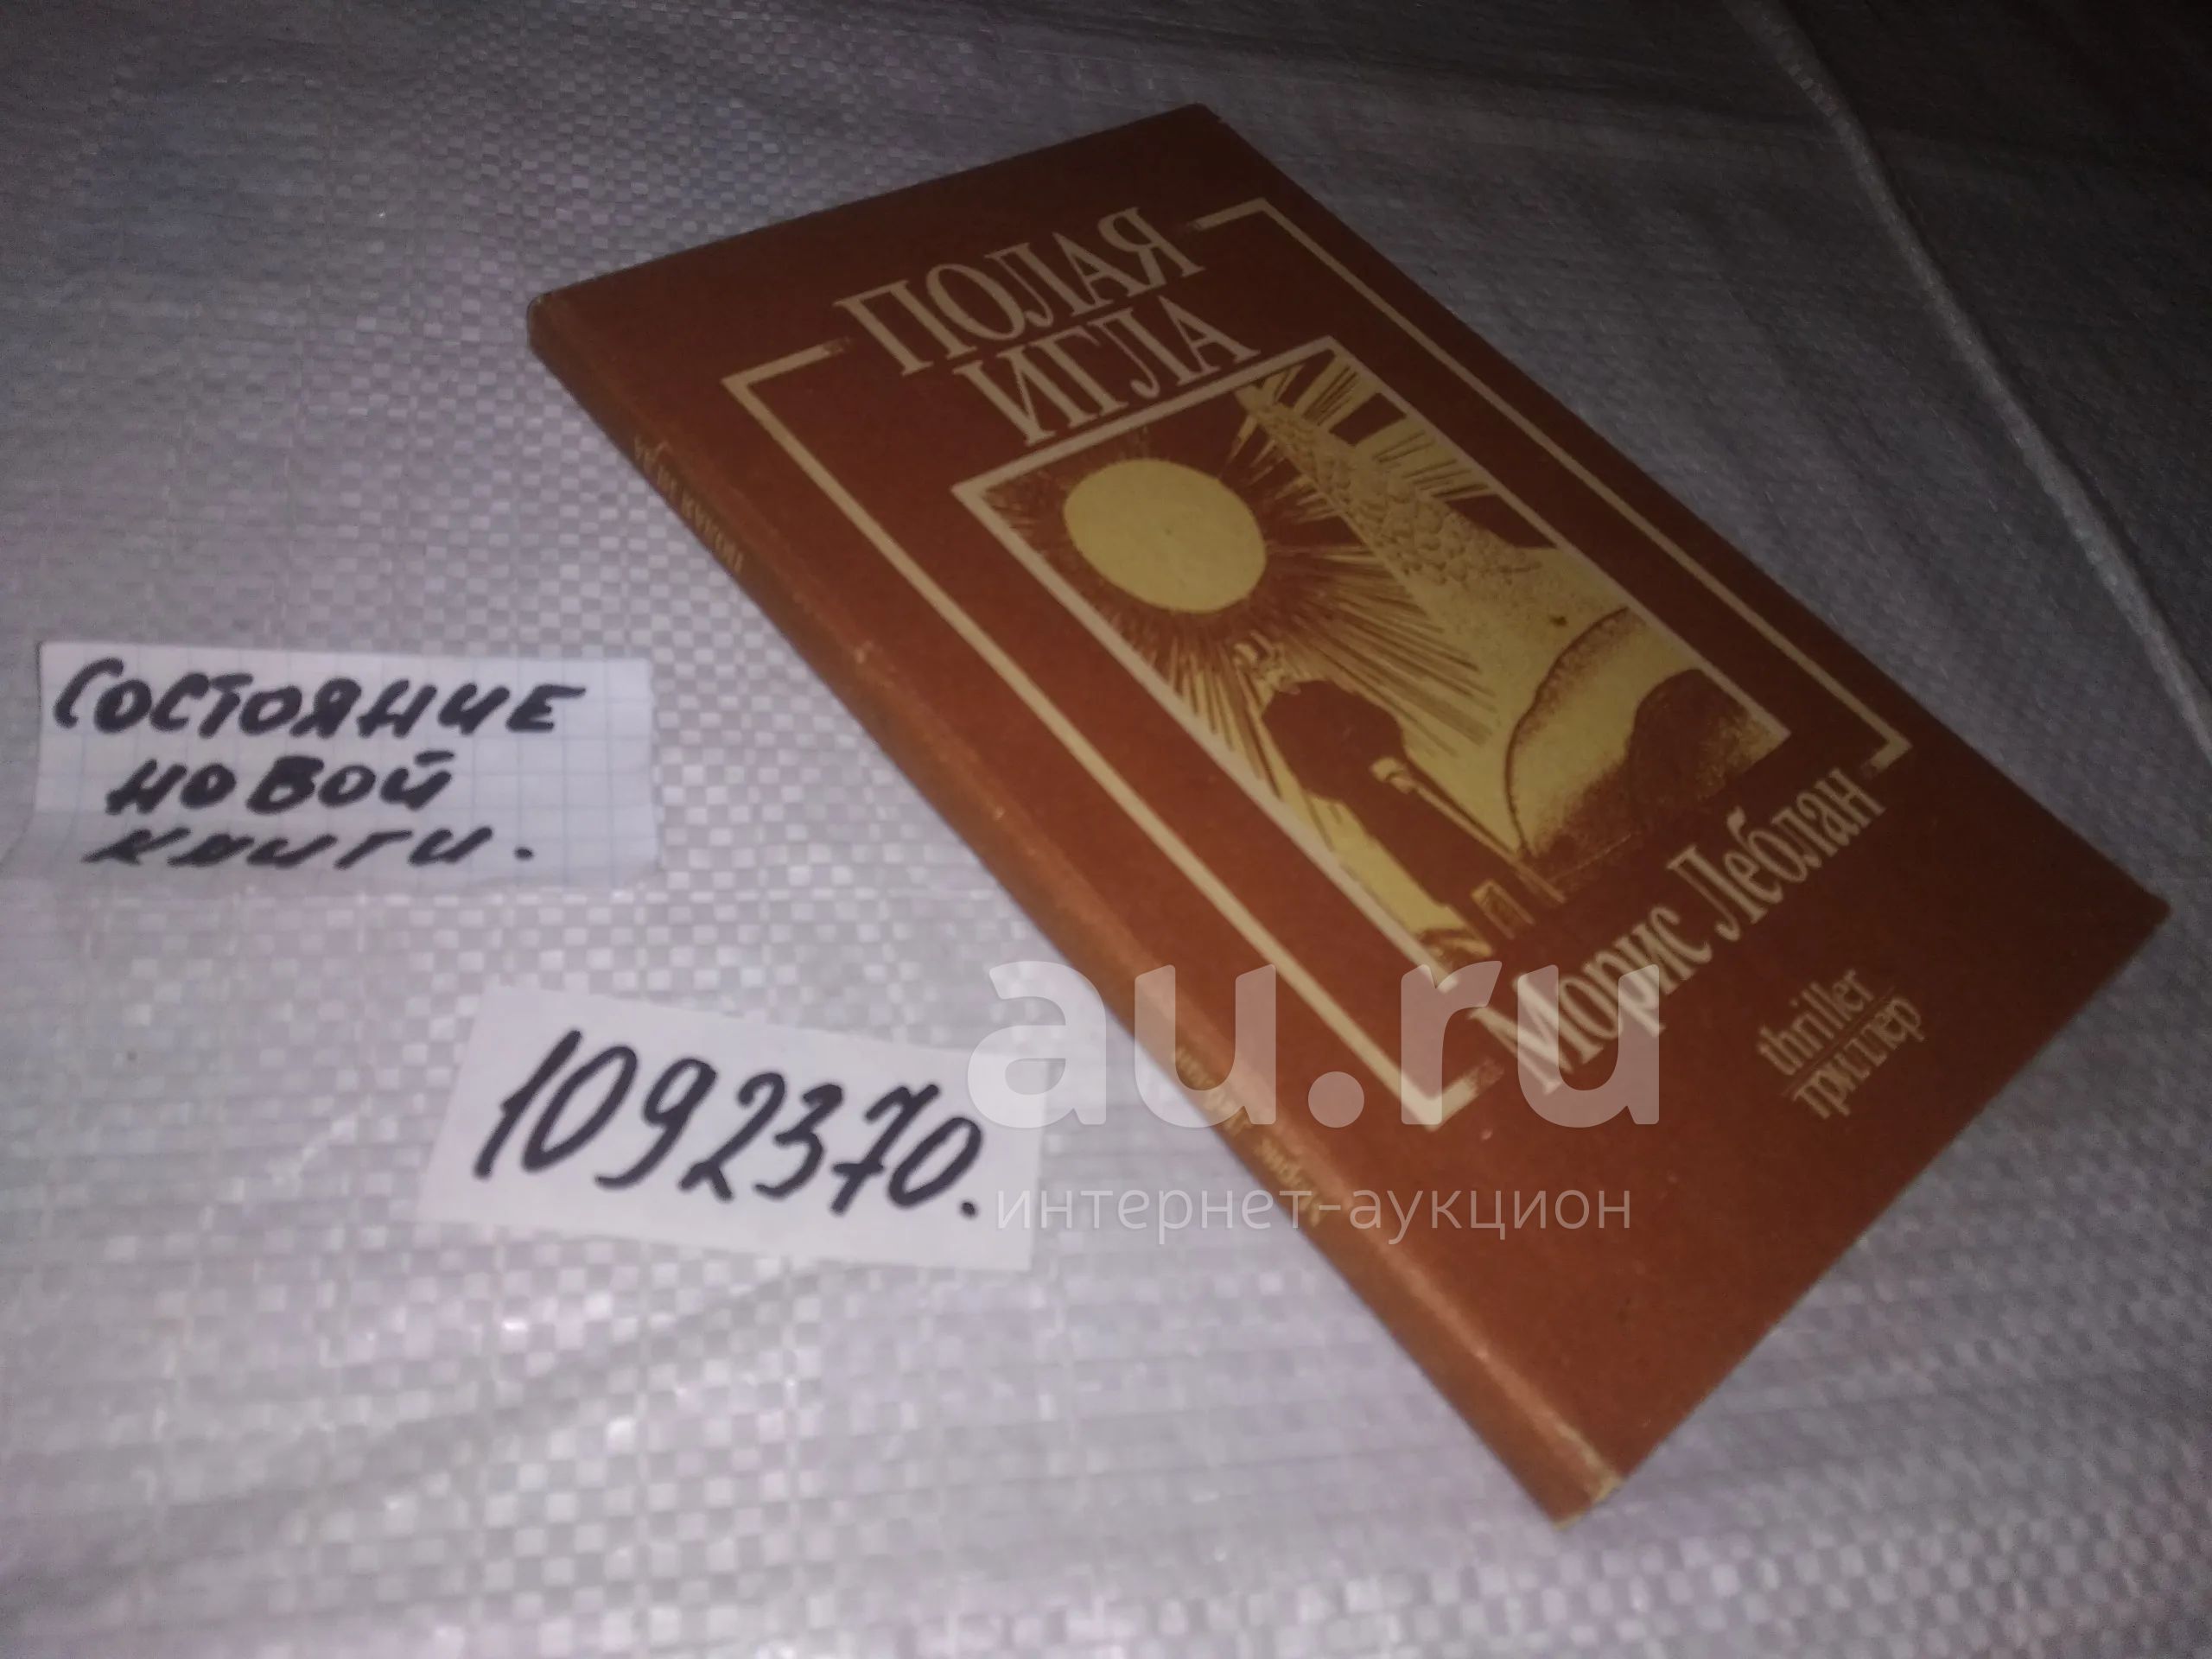 ПОЛАЯ
ИГЛА
Морис Леблан
thriller
триллер
СОСТОЯНИЕ
НОВОЙ
КНИГИ.
1092370.
au.ru
интернет-аукцион